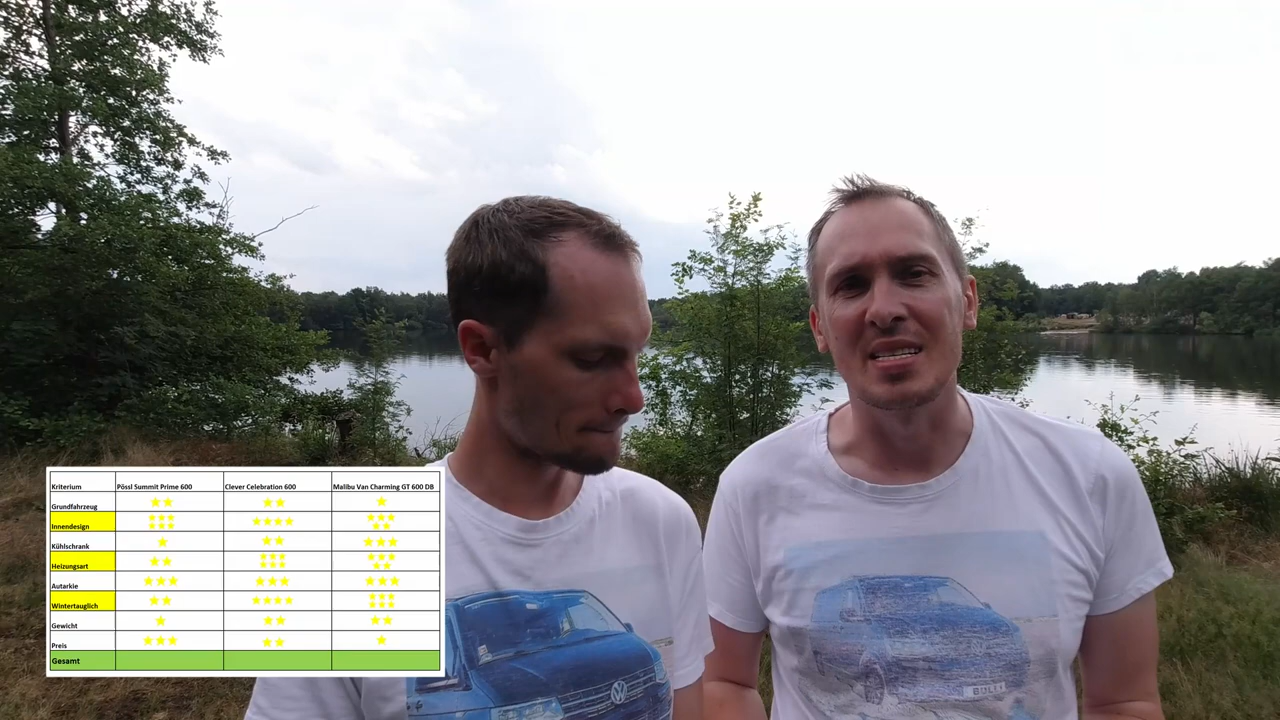 Kriterium Pössl Summit Prime 600 Clever Celebration 600 Malibu Van Charming GT 600 DB
Grundfahrzeug
Innendesign
Kühlschrank
Heizungsart
Autarkie
Wintertauglich
Gewicht
Preis
Gesamt
BULLI